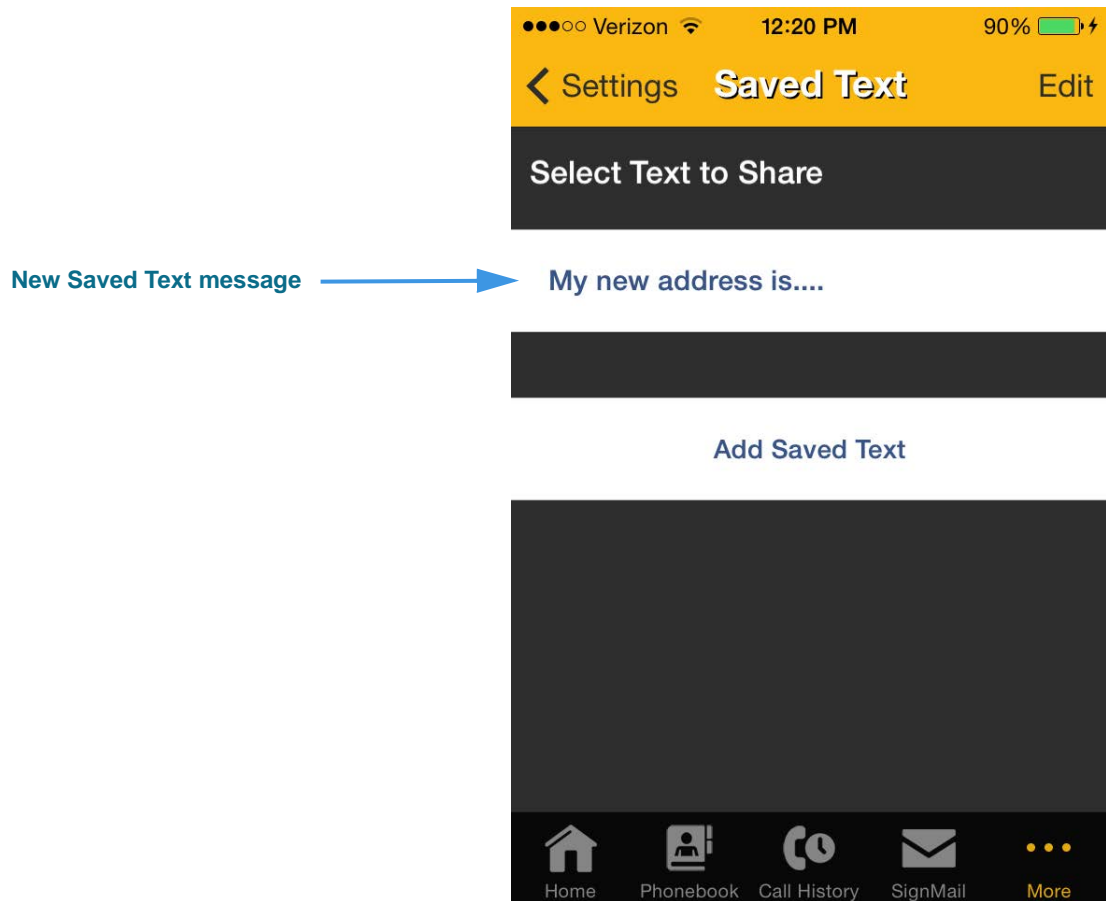 Verizon 12:20 PM 90%
Settings Saved Text Edit
Select Text to Share
New Saved Text message My new address is....
Add Saved Text
Home Phonebook Call History SignMail More